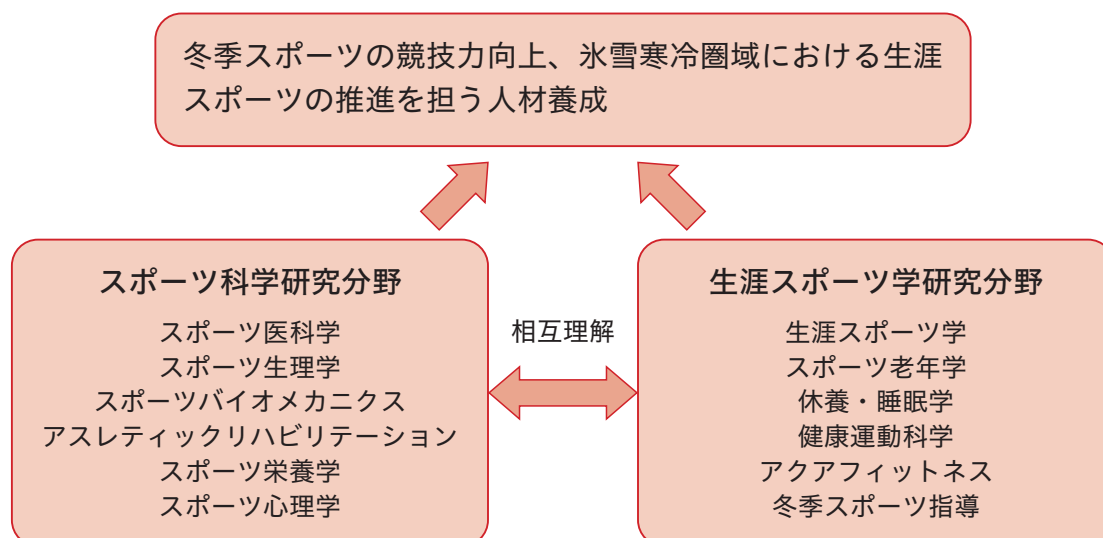 冬季スポーツの競技力向上、氷雪寒冷圏域における生涯
スポーツの推進を担う人材養成
スポーツ科学研究分野
スポーツ医科学
スポーツ生理学
スポーツバイオメカニクス
アスレティックリハビリテーション
スポーツ栄養学
スポーツ心理学
相互理解
生涯スポーツ学研究分野
生涯スポーツ学
スポーツ老年学
休養・睡眠学
健康運動科学
アクアフィットネス
冬季スポーツ指導